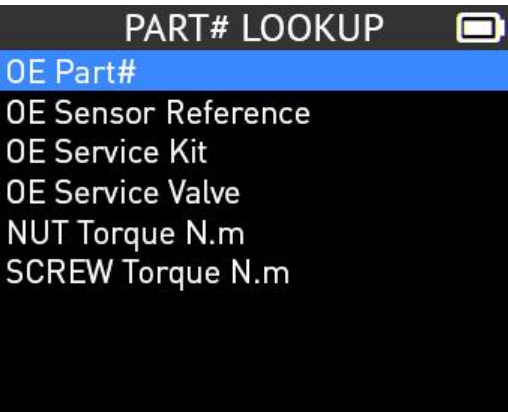 PART# LOOKUP
OE Part#
OE Sensor Reference
OE Service Kit
OE Service Valve
NUT Torque N.m
SCREW Torque N.m